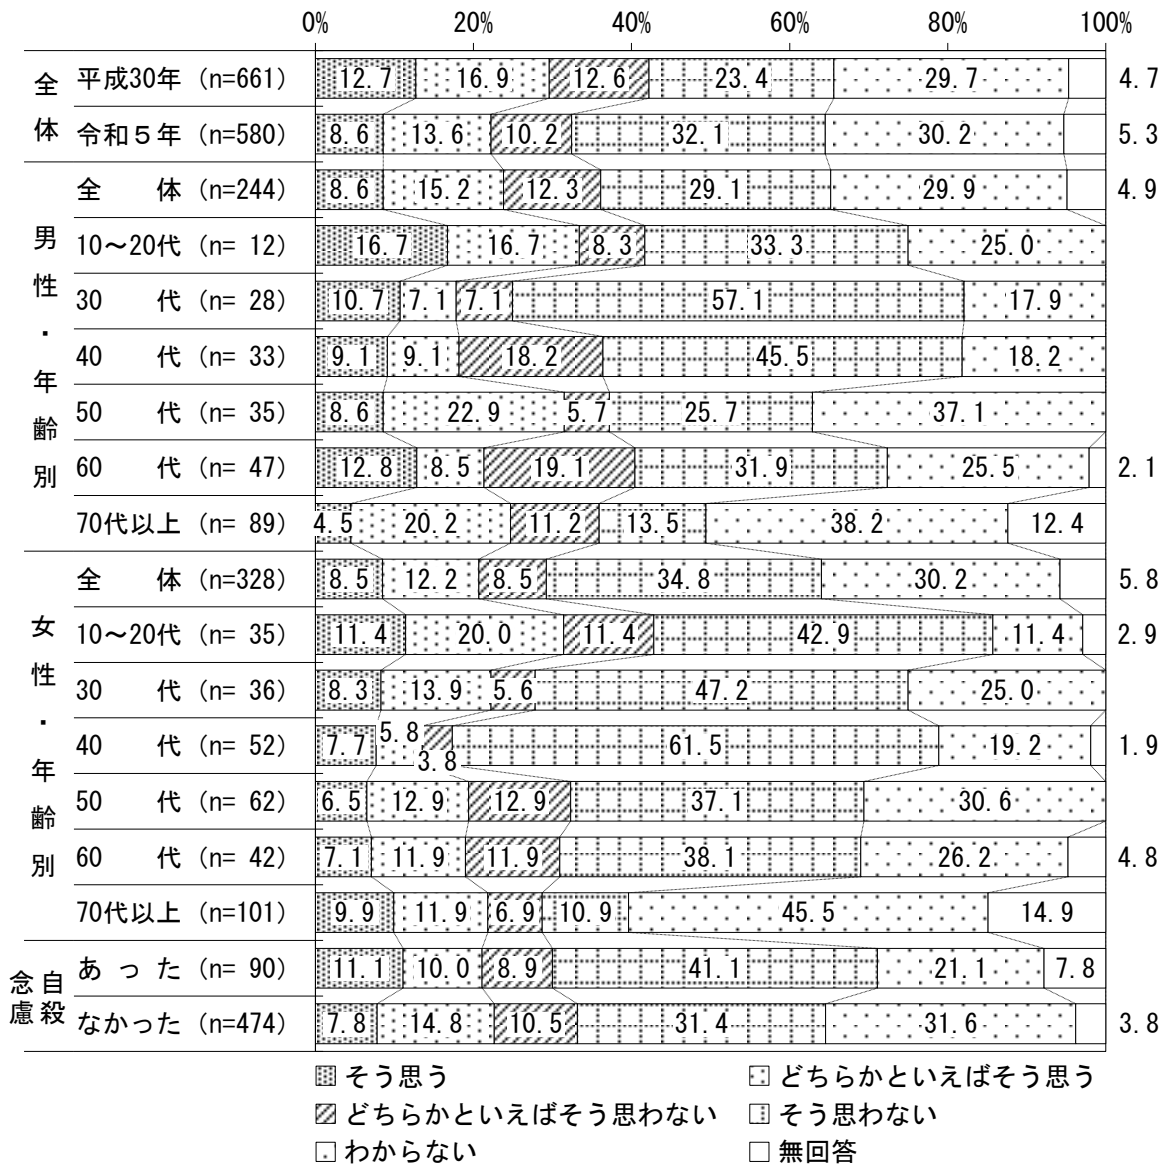 0% 20% 40% 60% 80% 100%
全体
平成30年 (n=661) 12.7 16.9 12.6 23.4 29.7 4.7
令和５年 (n=580) 8.6 13.6 10.2 32.1 30.2 5.3
男性・年齢別
全　体 (n=244) 8.6 15.2 12.3 29.1 29.9 4.9
10～20代 (n= 12) 16.7 16.7 8.3 33.3 25.0
30　代 (n= 28) 10.7 7.1 7.1 57.1 17.9
40　代 (n= 33) 9.1 9.1 18.2 45.5 18.2
50　代 (n= 35) 8.6 22.9 5.7 25.7 37.1
60　代 (n= 47) 12.8 8.5 19.1 31.9 25.5 2.1
70代以上 (n= 89) 4.5 20.2 11.2 13.5 38.2 12.4
女性・年齢別
全　体 (n=328) 8.5 12.2 8.5 34.8 30.2 5.8
10～20代 (n= 35) 11.4 20.0 11.4 42.9 11.4 2.9
30　代 (n= 36) 8.3 13.9 5.6 47.2 25.0
40　代 (n= 52) 7.7 5.8 3.8 61.5 19.2 1.9
50　代 (n= 62) 6.5 12.9 12.9 37.1 30.6
60　代 (n= 42) 7.1 11.9 11.9 38.1 26.2 4.8
70代以上 (n=101) 9.9 11.9 6.9 10.9 45.5 14.9
自殺念慮
あった (n= 90) 11.1 10.0 8.9 41.1 21.1 7.8
なかった (n=474) 7.8 14.8 10.5 31.4 31.6 3.8
そう思う どちらかといえばそう思う
どちらかといえばそう思わない そう思わない
わからない 無回答